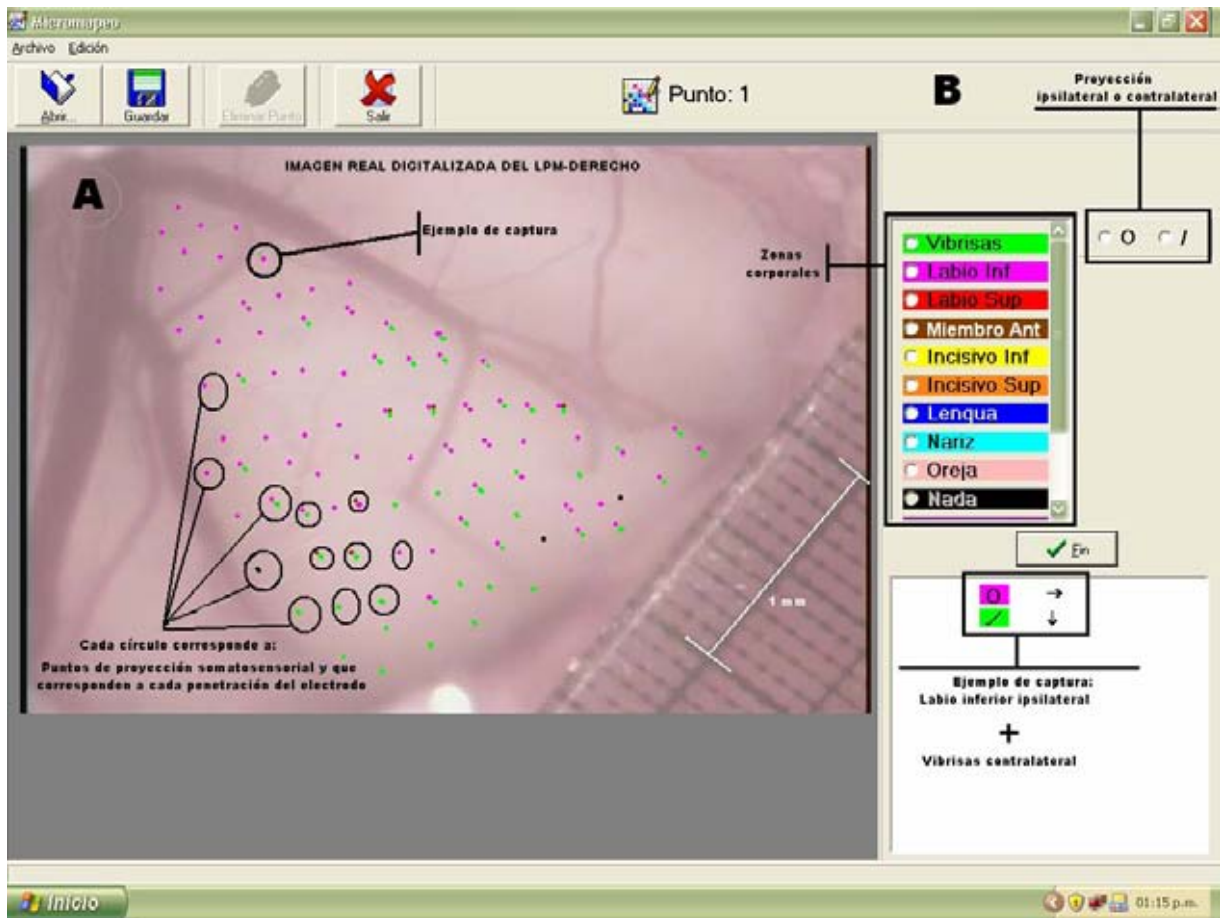 Micromapeo
Archivo Edición
Abrir...
Guardar
Eliminar Punto
Salir
Punto: 1
B
Proyección
ipsilateral o contralateral
IMAGEN REAL DIGITALIZADA DEL LPM-DERECHO
A
Ejemplo de captura
Zonas
corporales
O /
Vibrisas
Labio Inf
Labio Sup
Miembro Ant
Incisivo Inf
Incisivo Sup
Lengua
Nariz
Oreja
Nada
Fin
1 mm
O →
/ ↓
Cada círculo corresponde a:
Puntos de proyección somatosensorial y que
corresponden a cada penetración del electrodo
Ejemplo de captura:
Labio inferior ipsilateral
+
Vibrisas contralateral
Inicio
01:15 p.m.